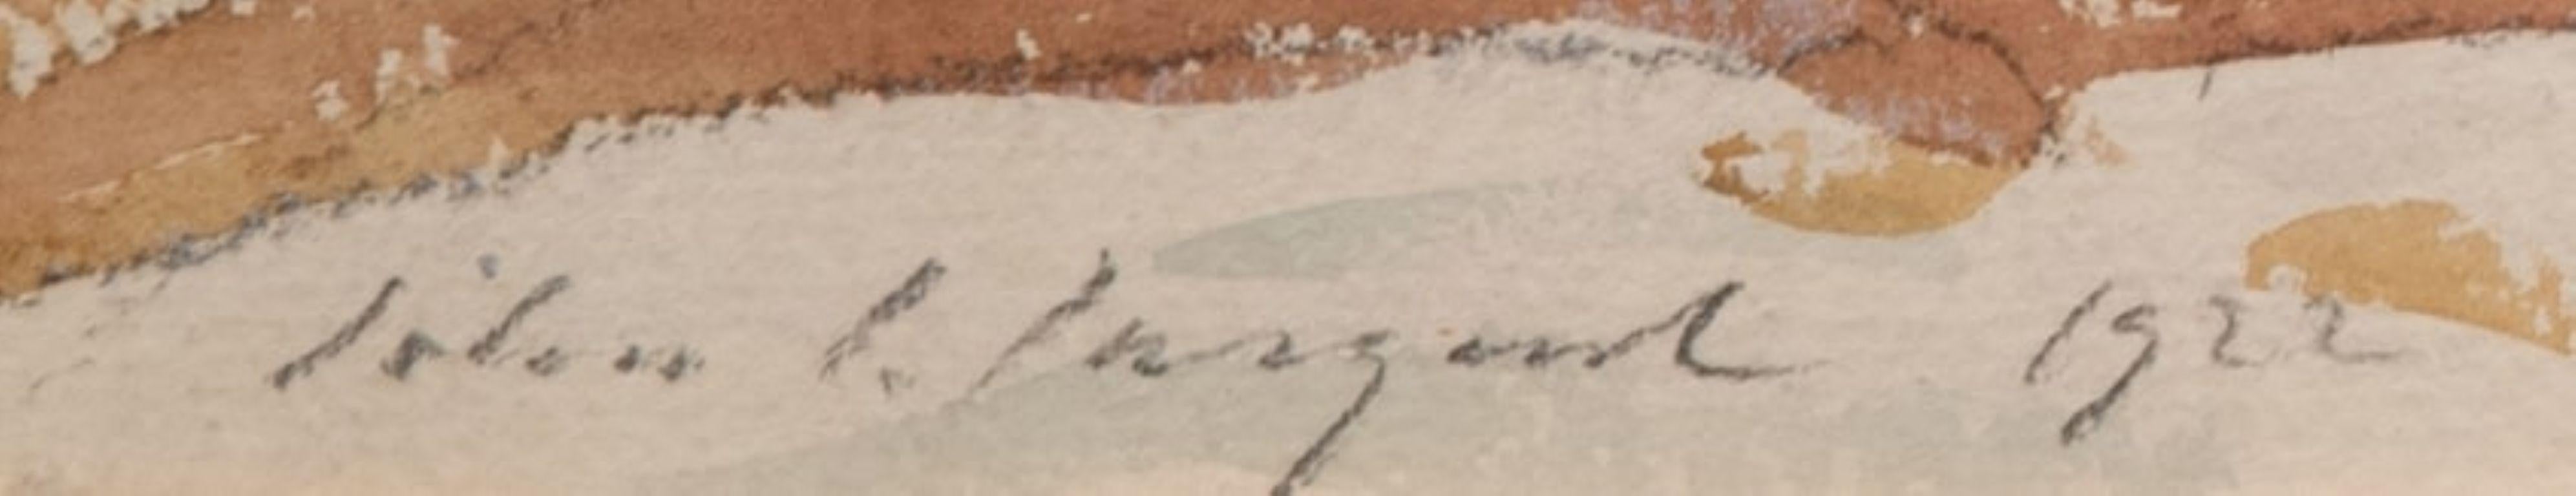 John S. Sargent 1922